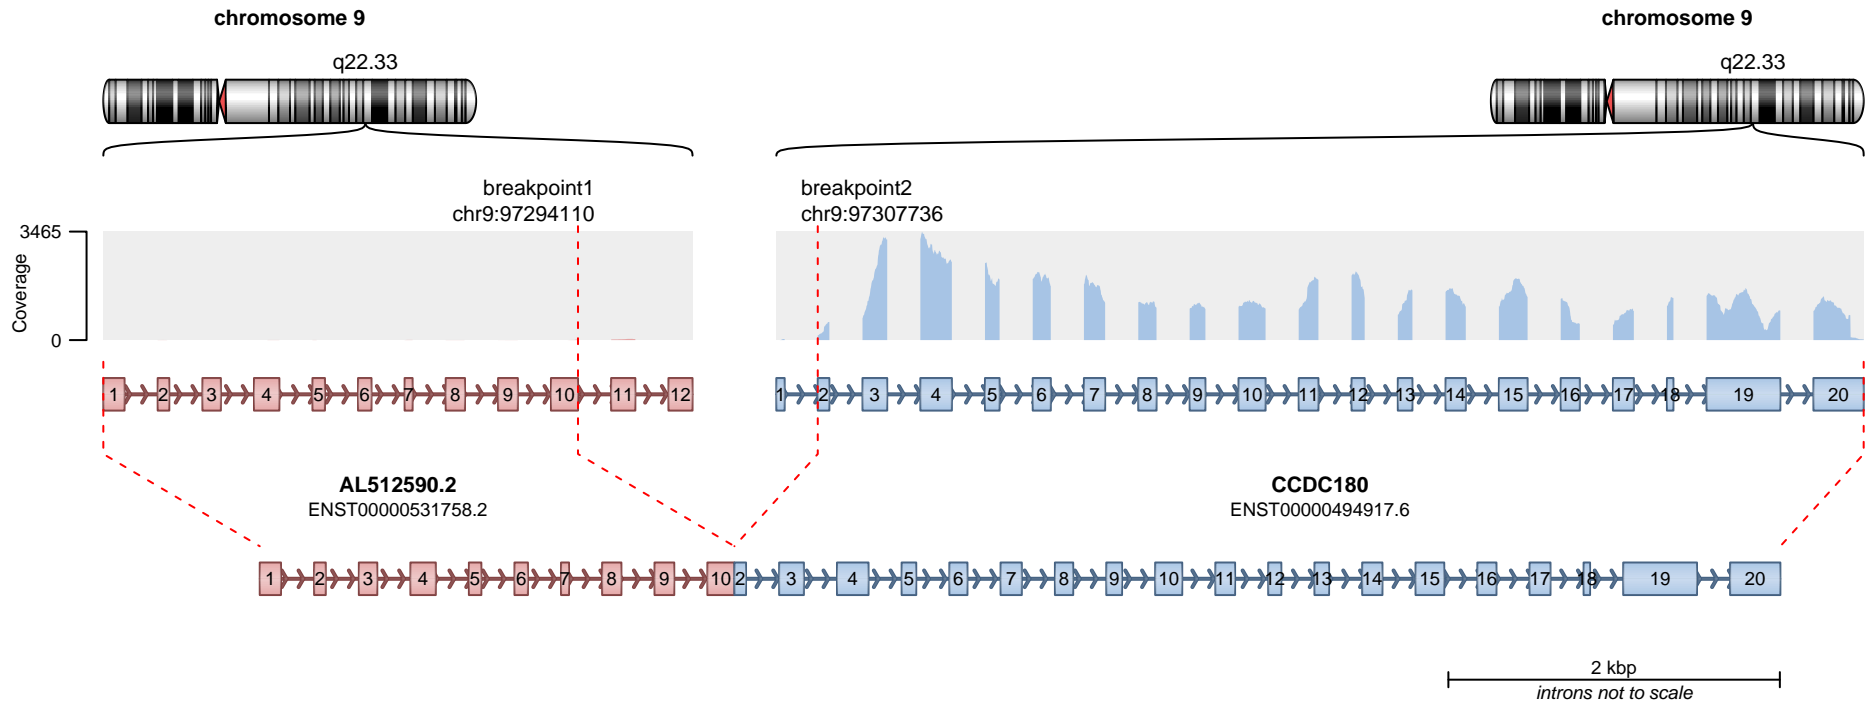 chromosome 9
chromosome 9
q22.33
q22.33
breakpoint1
chr9:97294110
breakpoint2
chr9:97307736
3465
Coverage
0
1 2 3 4 5 6 7 8 9 10 11 12
1 2 3 4 5 6 7 8 9 10 11 12 13 14 15 16 17 18 19 20
AL512590.2
ENST00000531758.2
CCDC180
ENST00000494917.6
1 2 3 4 5 6 7 8 9 10 2 3 4 5 6 7 8 9 10 11 12 13 14 15 16 17 18 19 20
2 kbp
introns not to scale